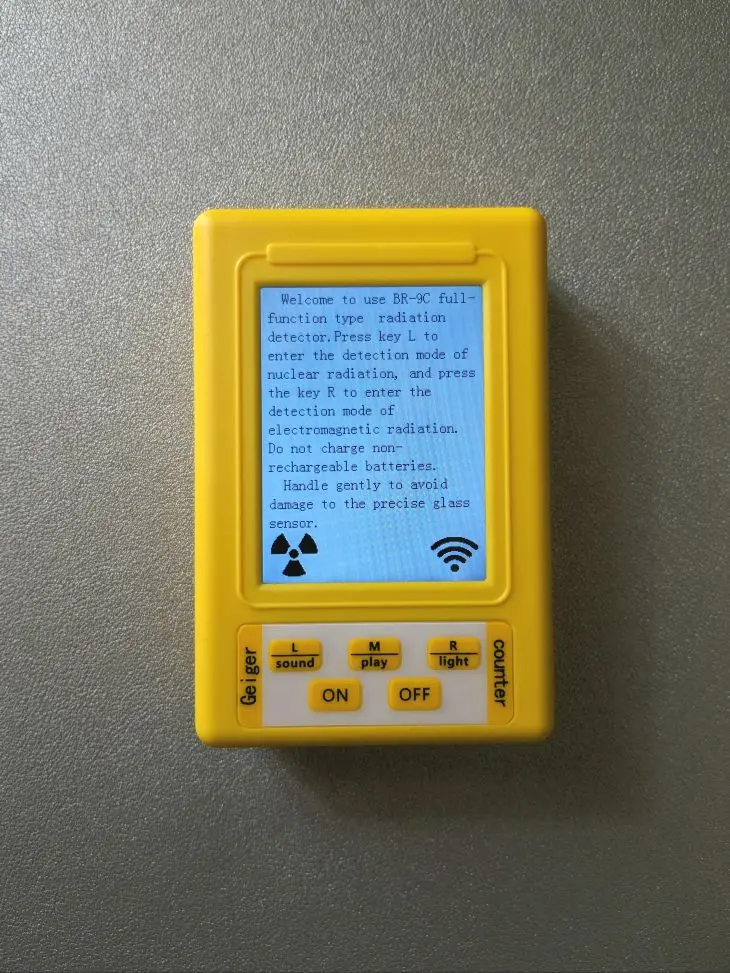 Welcome to use BR-9C full-
function type radiation
detector.Press key L to
enter the detection mode of
nuclear radiation, and press
the key R to enter the
detection mode of
electromagnetic radiation.
Do not charge non-
rechargeable batteries.
Handle gently to avoid
damage to the precise glass
sensor.
Geiger
L
sound
M
play
R
light
ON
OFF
counter